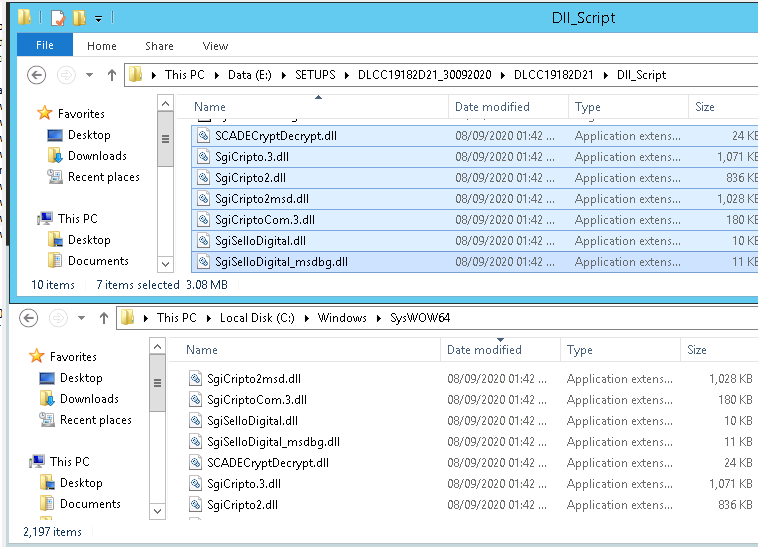 Dll_Script
File Home Share View
This PC Data (E:) SETUPS DLCC19182D21_30092020 DLCC19182D21 Dll_Script
Favorites
Desktop
Downloads
Recent places
This PC
Desktop
Documents
Name Date modified Type Size
SCADECryptDecrypt.dll 08/09/2020 01:42 ... Application extens... 24 KB
SgiCripto.3.dll 08/09/2020 01:42 ... Application extens... 1,071 KB
SgiCripto2.dll 08/09/2020 01:42 ... Application extens... 836 KB
SgiCripto2msd.dll 08/09/2020 01:42 ... Application extens... 1,028 KB
SgiCriptoCom.3.dll 08/09/2020 01:42 ... Application extens... 180 KB
SgiSelloDigital.dll 08/09/2020 01:42 ... Application extens... 10 KB
SgiSelloDigital_msdbg.dll 08/09/2020 01:42 ... Application extens... 11 KB
10 items 7 items selected 3.08 MB
This PC Local Disk (C:) Windows SysWOW64
Favorites
Desktop
Downloads
Recent places
This PC
Desktop
Documents
Name Date modified Type Size
SgiCripto2msd.dll 08/09/2020 01:42 ... Application extens... 1,028 KB
SgiCriptoCom.3.dll 08/09/2020 01:42 ... Application extens... 180 KB
SgiSelloDigital.dll 08/09/2020 01:42 ... Application extens... 10 KB
SgiSelloDigital_msdbg.dll 08/09/2020 01:42 ... Application extens... 11 KB
SCADECryptDecrypt.dll 08/09/2020 01:42 ... Application extens... 24 KB
SgiCripto.3.dll 08/09/2020 01:42 ... Application extens... 1,071 KB
SgiCripto2.dll 08/09/2020 01:42 ... Application extens... 836 KB
2,197 items